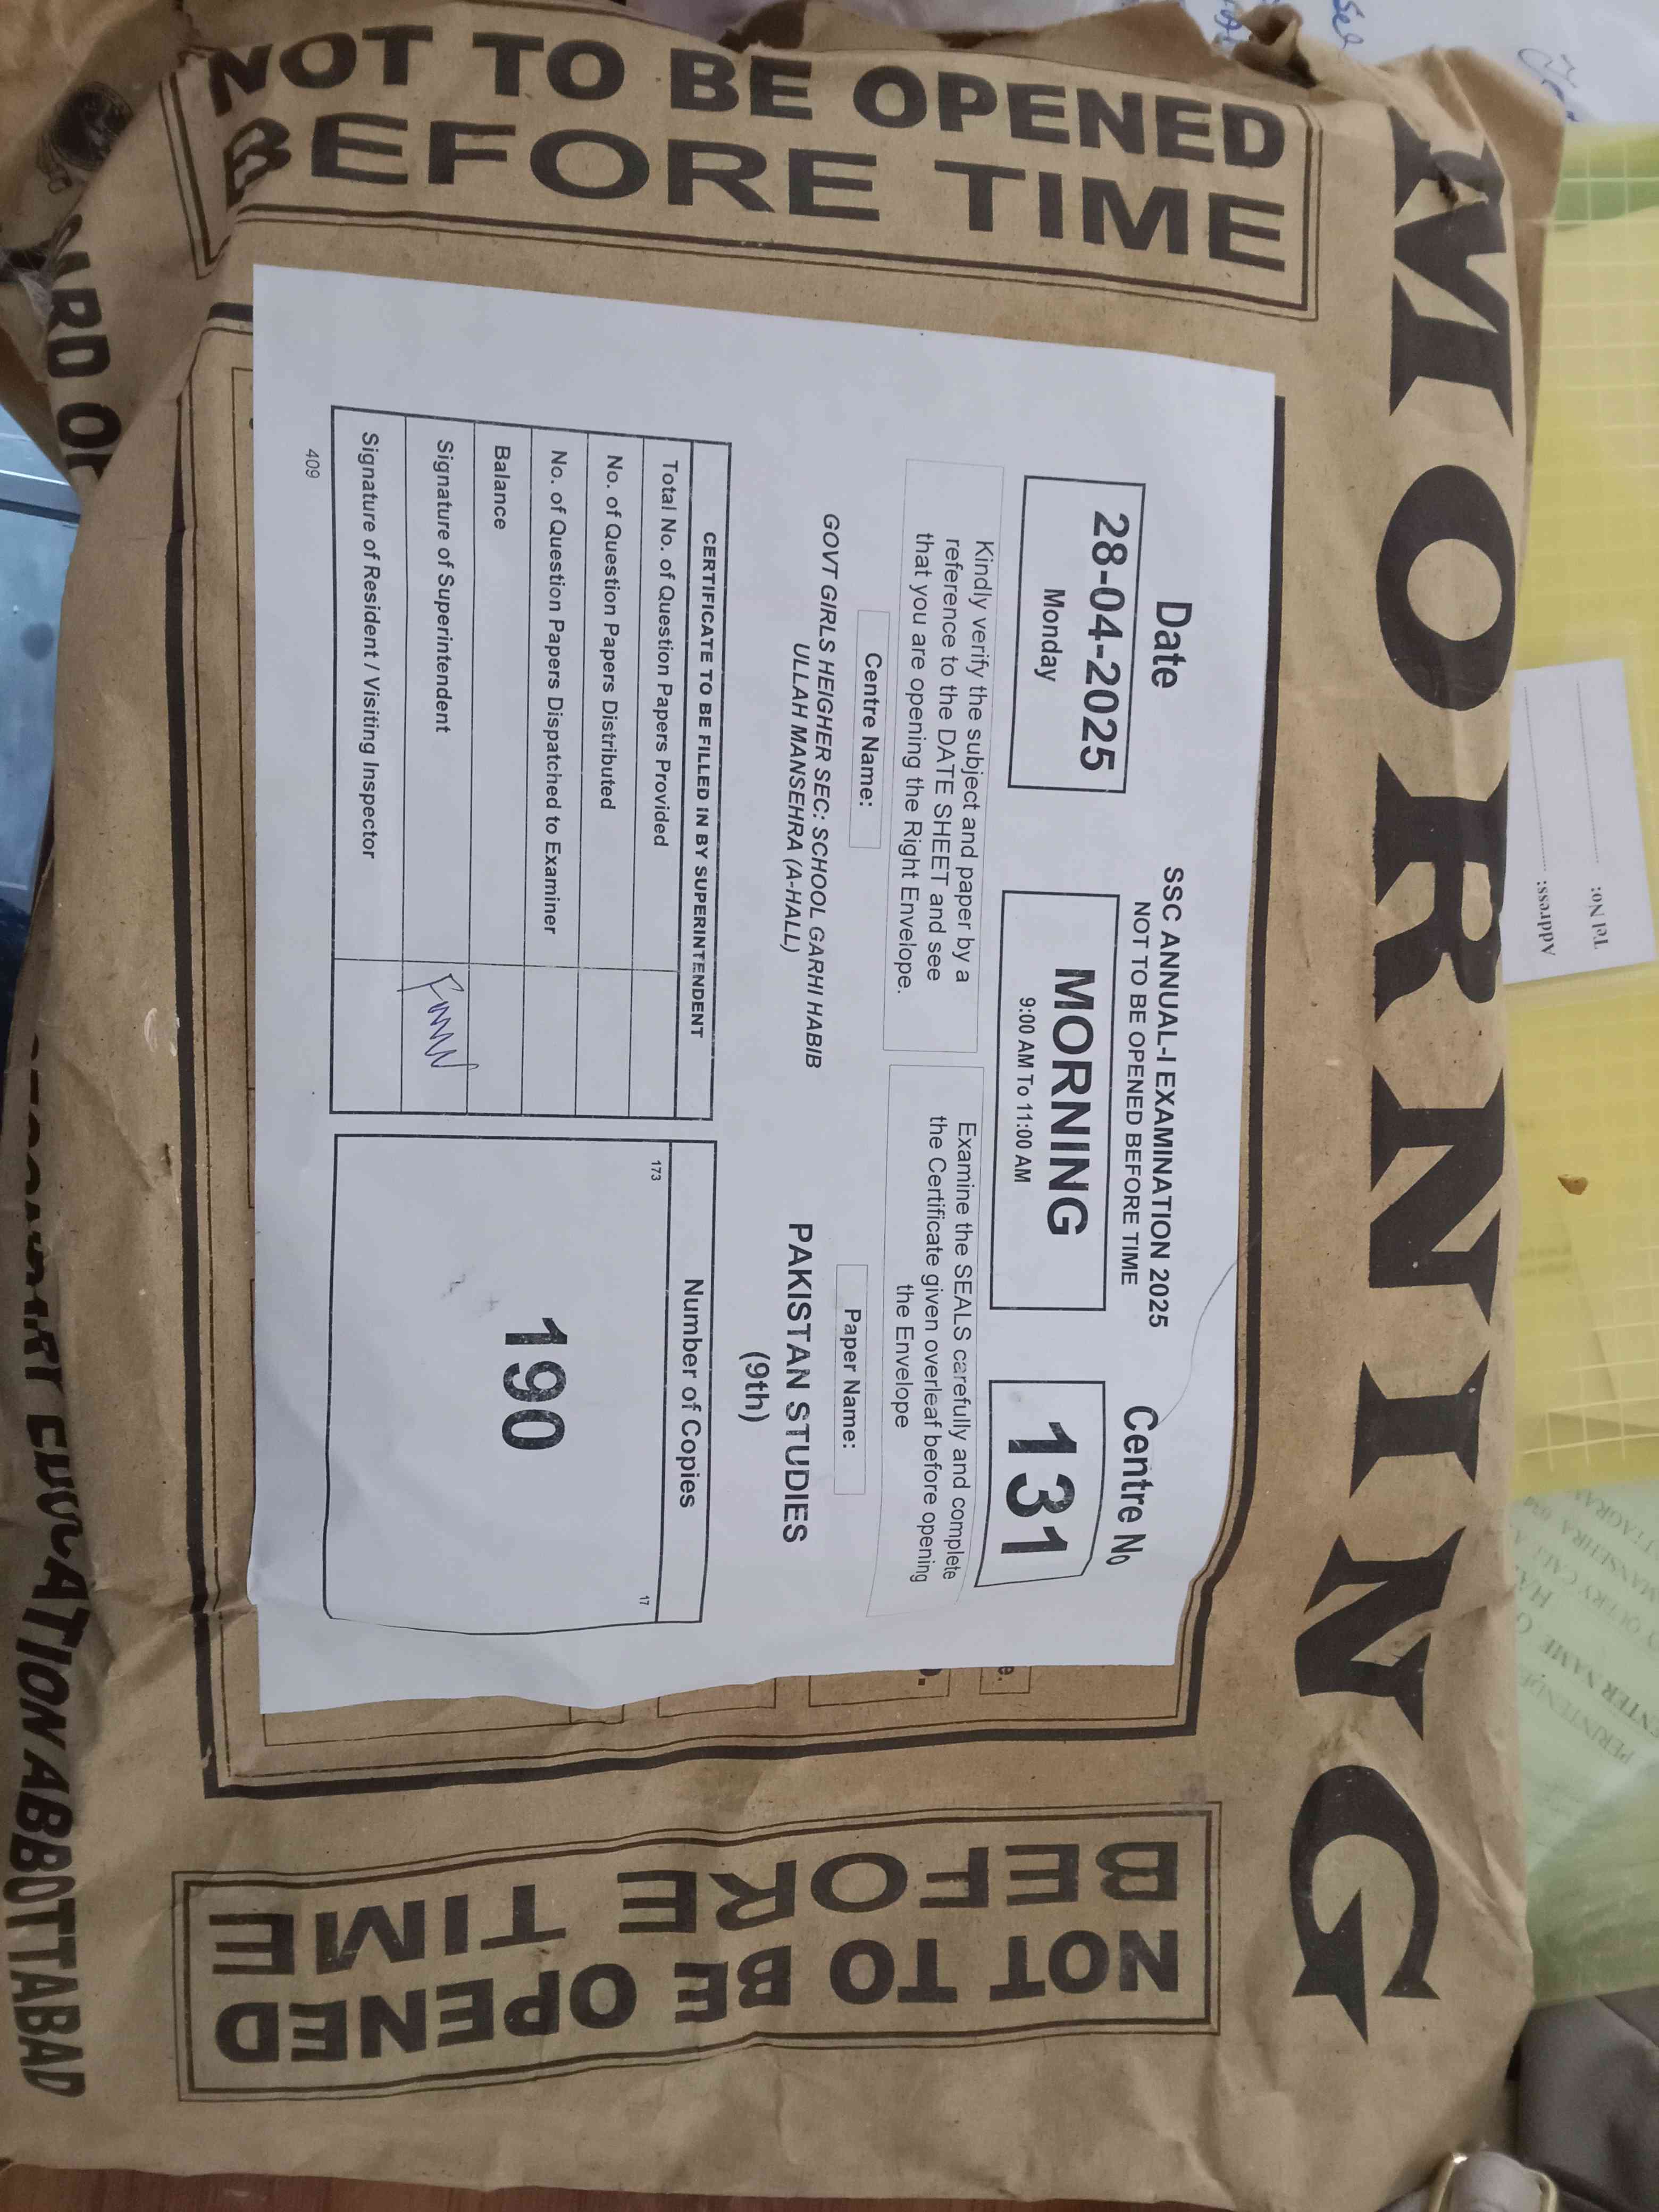 MORNING
NOT TO BE OPENED
BEFORE TIME
Date
28-04-2025
Monday
SSC ANNUAL-I EXAMINATION 2025
NOT TO BE OPENED BEFORE TIME
MORNING
9:00 AM To 11:00 AM
Centre No
131
Kindly verify the subject and paper by a
reference to the DATE SHEET and see
that you are opening the Right Envelope.
Examine the SEALS carefully and complete
the Certificate given overleaf before opening
the Envelope
Centre Name:
GOVT GIRLS HEIGHER SEC: SCHOOL GARHI HABIB
ULLAH MANSEHRA (A-HALL)
Paper Name:
PAKISTAN STUDIES
(9th)
CERTIFICATE TO BE FILLED IN BY SUPERINTENDENT
Total No. of Question Papers Provided
No. of Question Papers Distributed
No. of Question Papers Dispatched to Examiner
Balance
Signature of Superintendent
Signature of Resident / Visiting Inspector
409
Number of Copies
173
17
190
NOT TO BE OPENED
BEFORE TIME
EDUCATION ABBOTTABAD
Tel No:
Address: